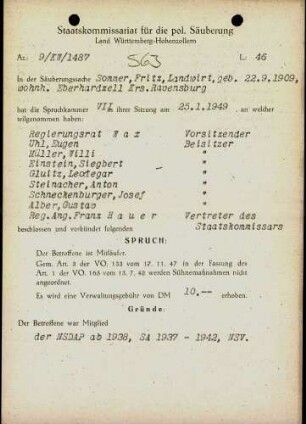 Staatskommissariat für die pol. Säuberung
Land Württemberg-Hohenzollern
Az.: 9/KW/1487 L: 46
563
In der Säuberungssache Sommer, Fritz, Landwirt, geb. 22.9.1909,
wohnh. Eberhardzell Krs.Ravensburg
hat die Spruchkammer VII in ihrer Sitzung am 25.1.1949, an welcher
teilgenommen haben:
Regierungsrat Wax Vorsitzender
Uhl, Eugen Beisitzer
Müller, Willi "
Einstein, Siegbert "
Gluitz, Leodegar "
Steinacher, Anton "
Schneckenburger, Josef "
Alber, Gustav "
Reg.Ang.Franz Hauer Vertreter des
Staatskommissars
beschlossen und verkündet folgenden
SPRUCH:
Der Betroffene ist Mitläufer.
Gem. Art. 3 der VO. 133 vom 17. 11. 47 in der Fassung des
Art. 1 der VO. 165 vom 13. 7. 48 werden Sühnemaßnahmen nicht
angeordnet.
Es wird eine Verwaltungsgebühr von DM 10.-- erhoben.
Gründe:
Der Betroffene war Mitglied
der NSDAP ab 1938, SA 1937 - 1942, NSV.